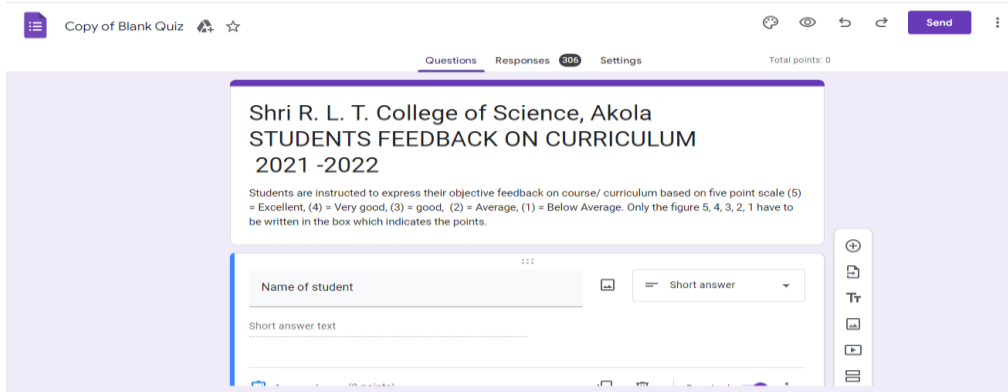 Copy of Blank Quiz
Send
Questions Responses 306 Settings Total points: 0
Shri R. L. T. College of Science, Akola
STUDENTS FEEDBACK ON CURRICULUM
2021 -2022
Students are instructed to express their objective feedback on course/ curriculum based on five point scale (5)
= Excellent, (4) = Very good, (3) = good, (2) = Average, (1) = Below Average. Only the figure 5, 4, 3, 2, 1 have to
be written in the box which indicates the points.
Name of student
Short answer
Tт
Short answer text